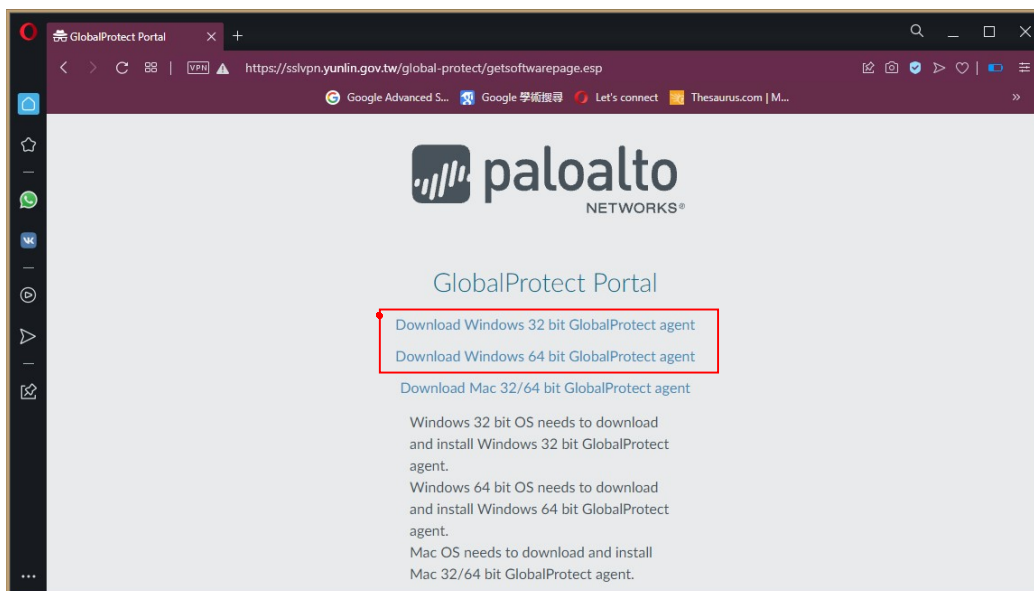 GlobalProtect Portal
VPN
https://sslvpn.yunlin.gov.tw/global-protect/getsoftwarepage.esp
Google Advanced S...
Google 學術搜尋
Let's connect
Thesaurus.com | M...
paloalto
NETWORKS®
GlobalProtect Portal
Download Windows 32 bit GlobalProtect agent
Download Windows 64 bit GlobalProtect agent
Download Mac 32/64 bit GlobalProtect agent
Windows 32 bit OS needs to download
and install Windows 32 bit GlobalProtect
agent.
Windows 64 bit OS needs to download
and install Windows 64 bit GlobalProtect
agent.
Mac OS needs to download and install
Mac 32/64 bit GlobalProtect agent.